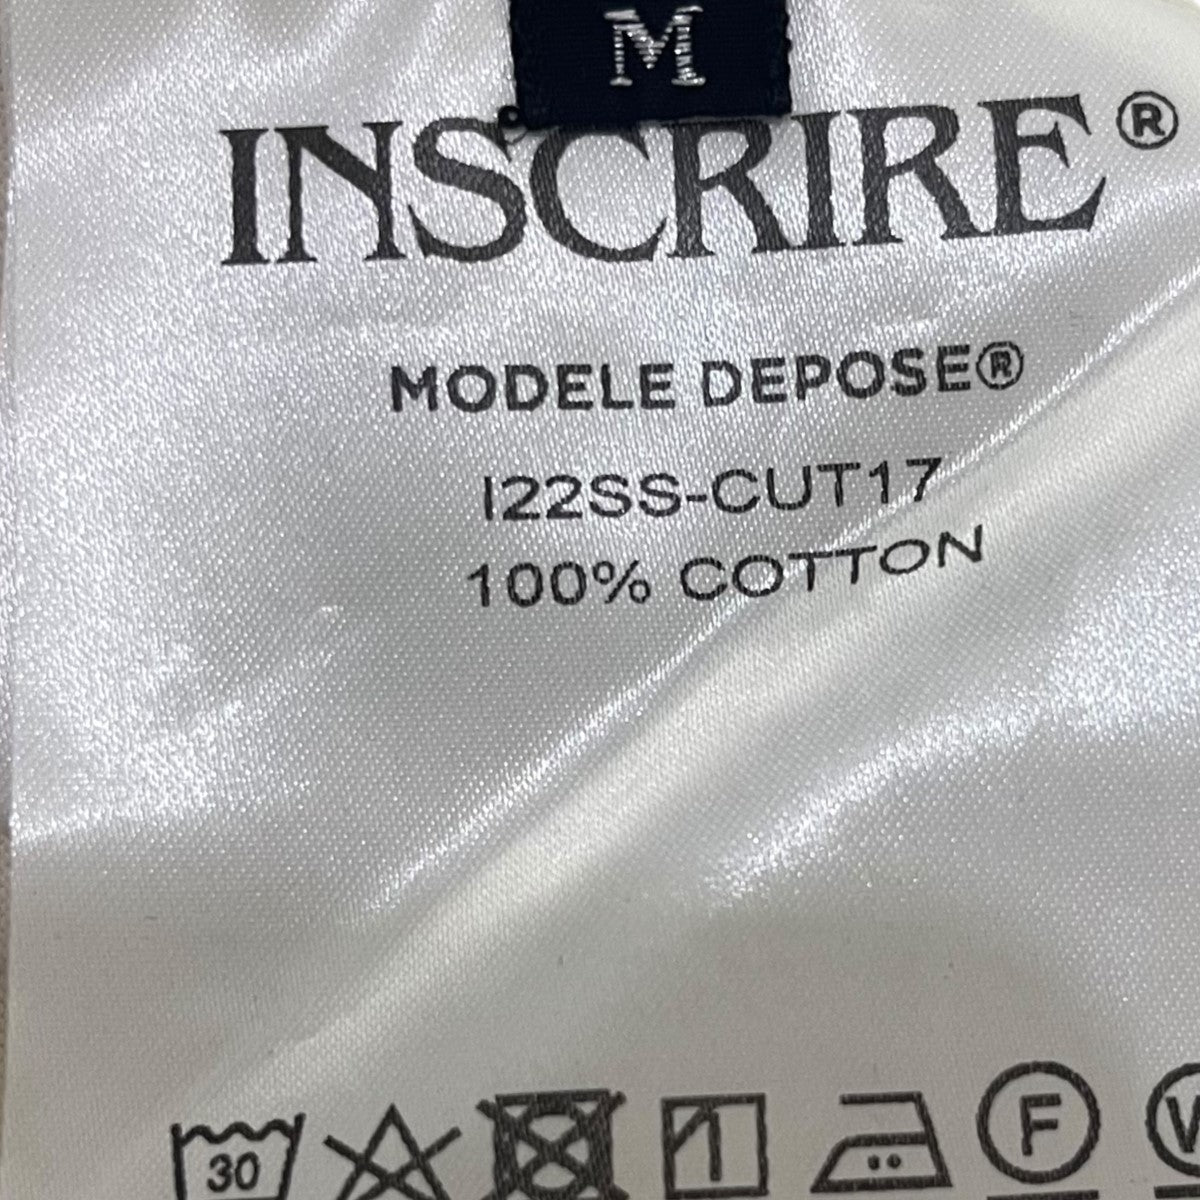 M
INSCRIRE®
MODELE DEPOSE®
I22SS-CUT17
100% COTTON
30
F
W